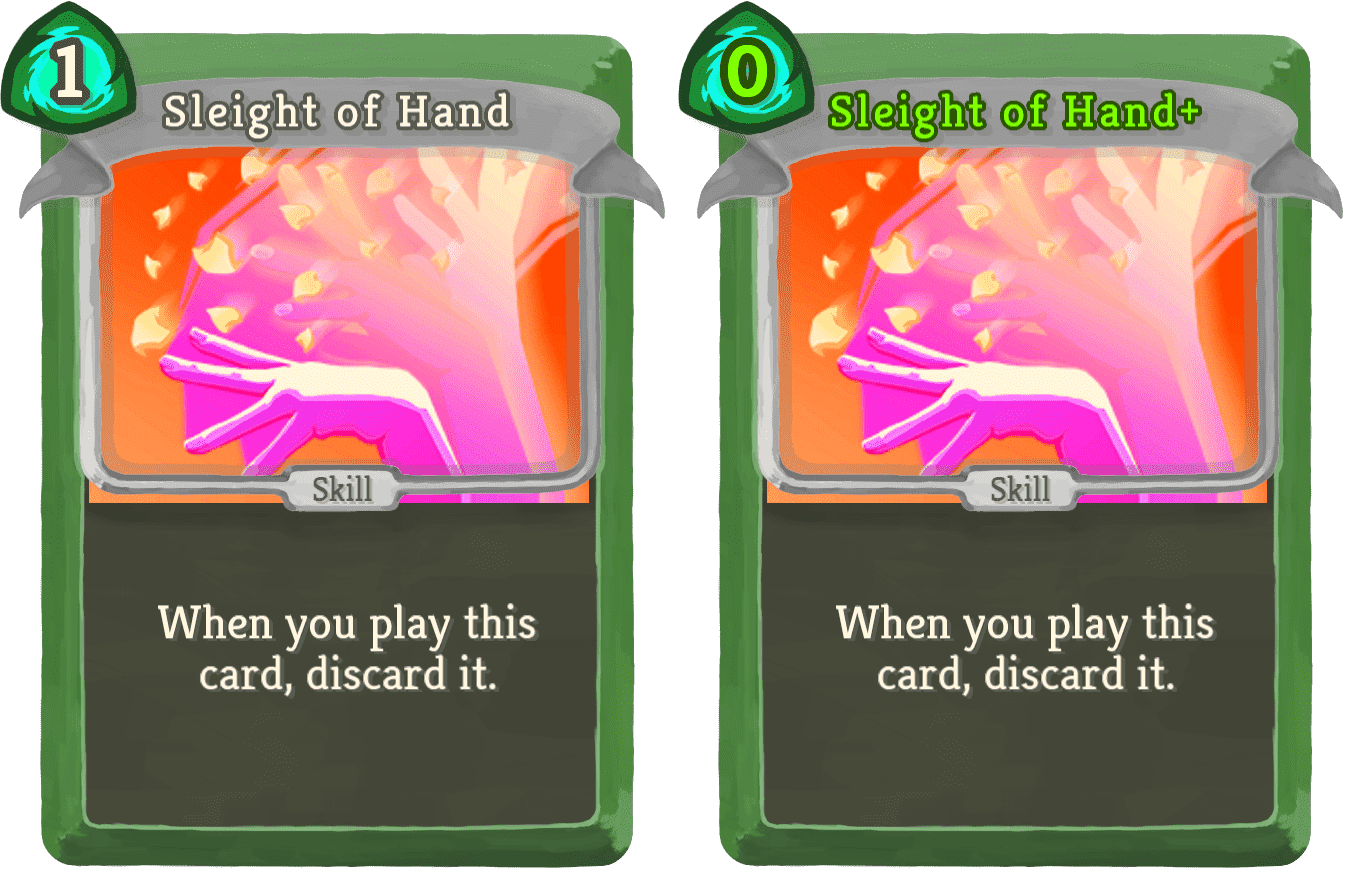 1
Sleight of Hand
Skill
When you play this
card, discard it.
0
Sleight of Hand+
Skill
When you play this
card, discard it.